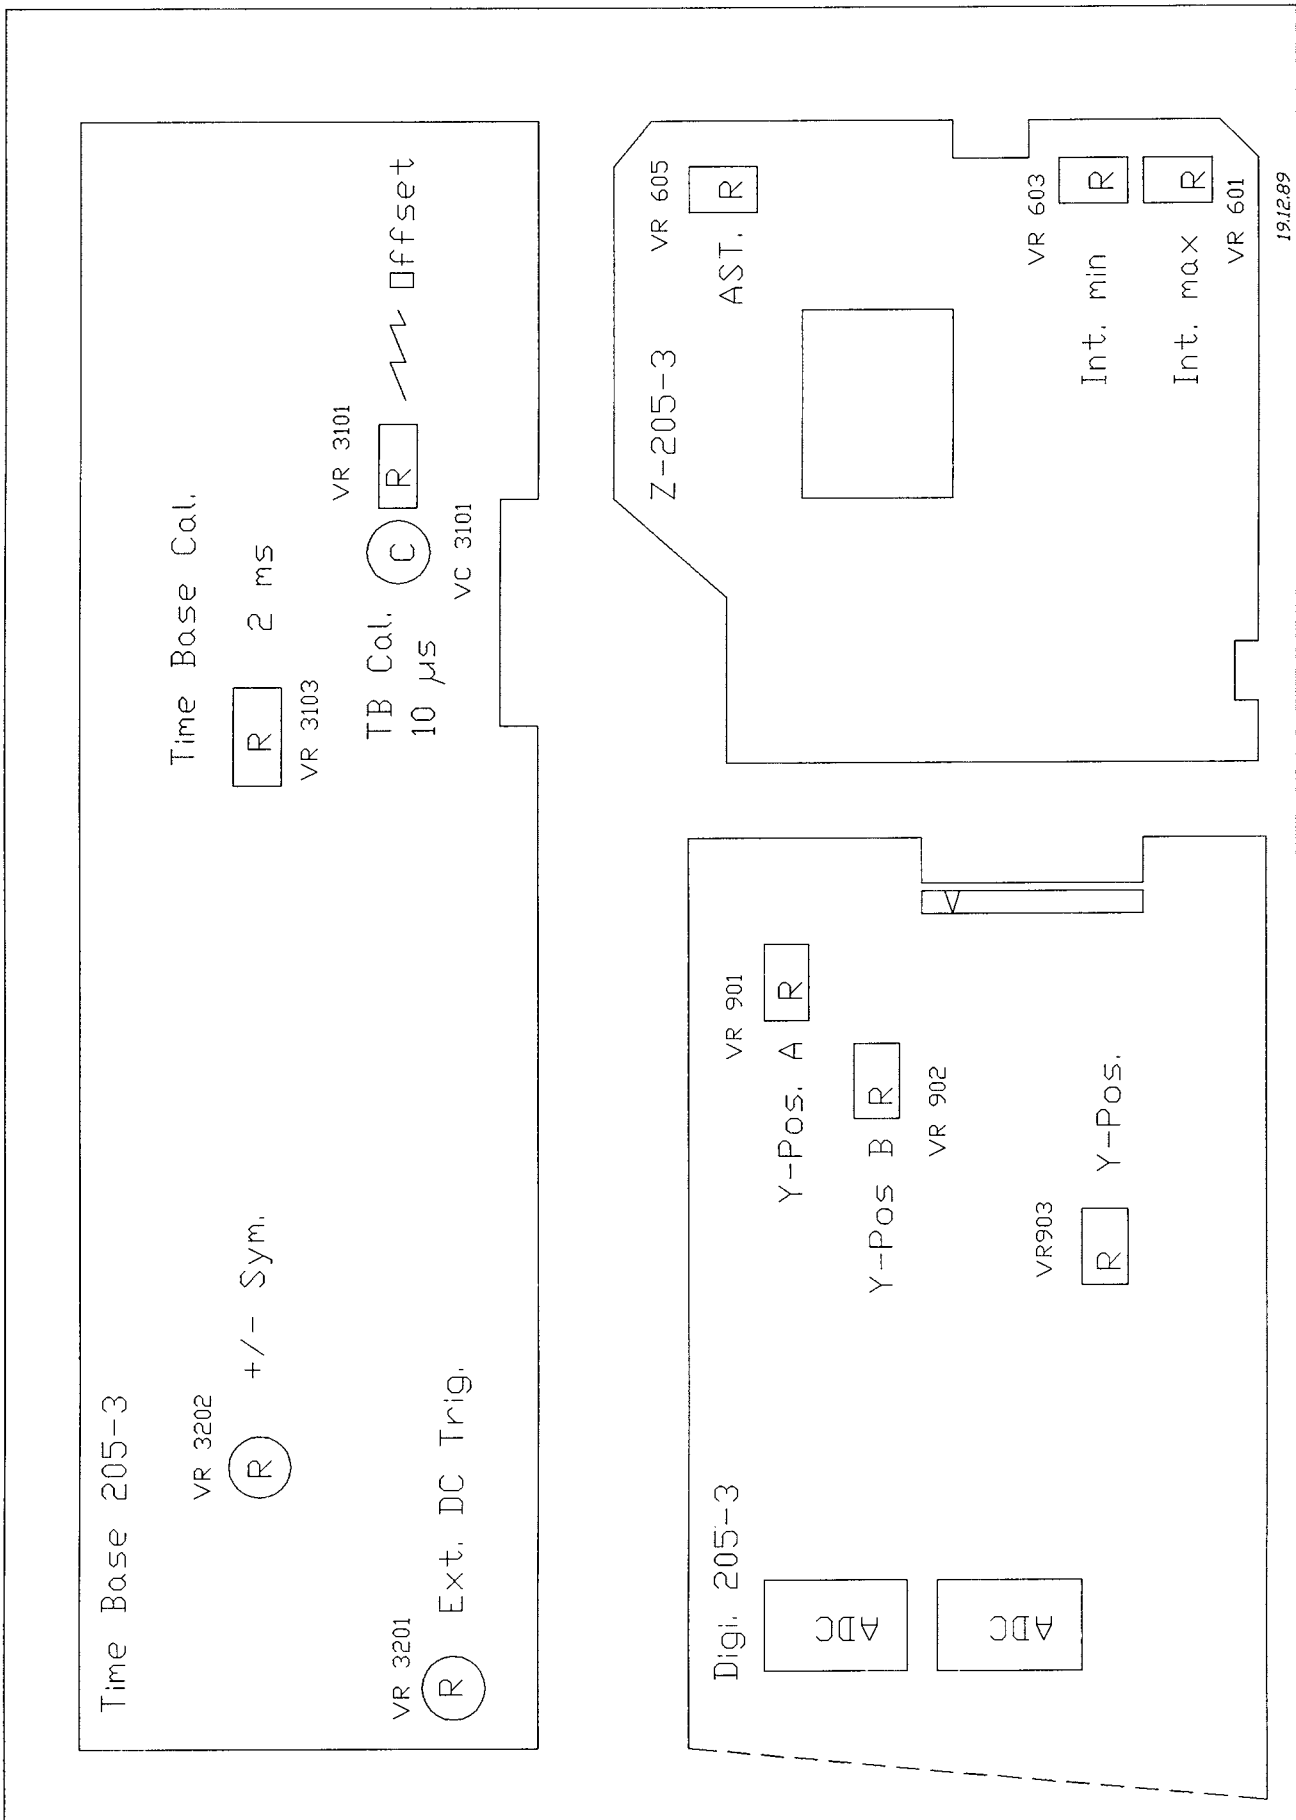 Time Base 205-3
VR 3202
R
+/- Sym.
VR 3201
R
Ext. DC Trig.
Time Base Cal.
R
2 ms
VR 3103
VR 3101
TB Cal.
10 µs
C
R
Offset
VC 3101
Digi. 205-3
ADC
ADC
VR 901
Y-Pos. A
R
Y-Pos B
R
VR 902
VR903
R
Y-Pos.
V
Z-205-3
VR 605
AST.
R
VR 603
Int. min
R
Int. max
R
VR 601
19.12.89